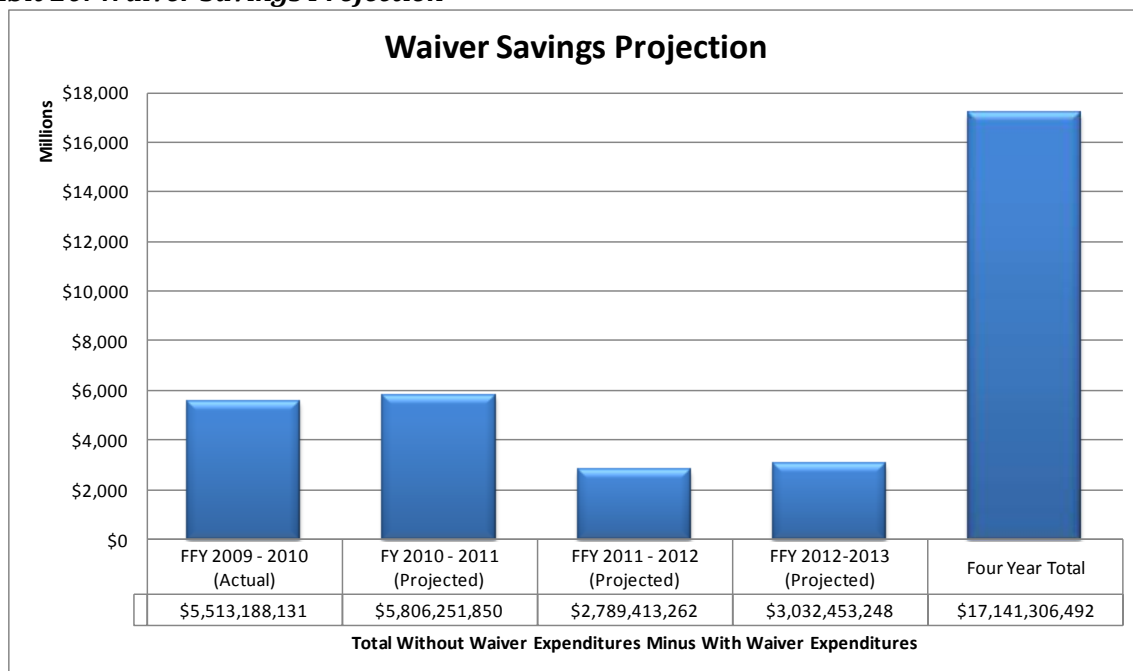 Waiver Savings Projection
Waiver Savings Projection
Millions
$18,000
$16,000
$14,000
$12,000
$10,000
$8,000
$6,000
$4,000
$2,000
$0
FFY 2009 - 2010 (Actual)
FY 2010 - 2011 (Projected)
FFY 2011 - 2012 (Projected)
FFY 2012-2013 (Projected)
Four Year Total
$5,513,188,131
$5,806,251,850
$2,789,413,262
$3,032,453,248
$17,141,306,492
Total Without Waiver Expenditures Minus With Waiver Expenditures